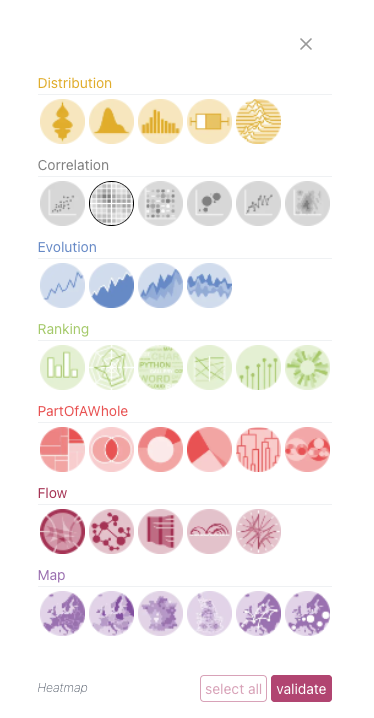 Distribution
Correlation
Evolution
Ranking
PartOfAWhole
Flow
Map
Heatmap
select all
validate